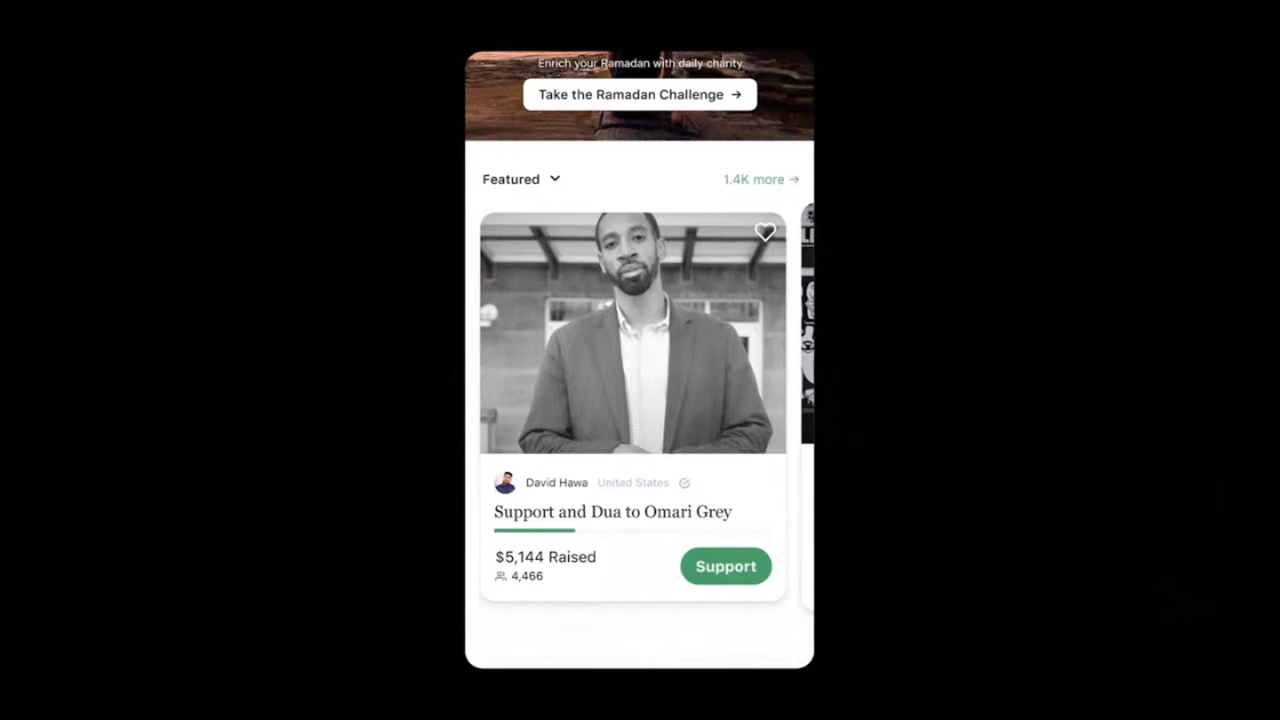 Enrich your Ramadan with daily charity
Take the Ramadan Challenge →
Featured
1.4K more →
David Hawa United States
Support and Dua to Omari Grey
$5,144 Raised
4,466
Support